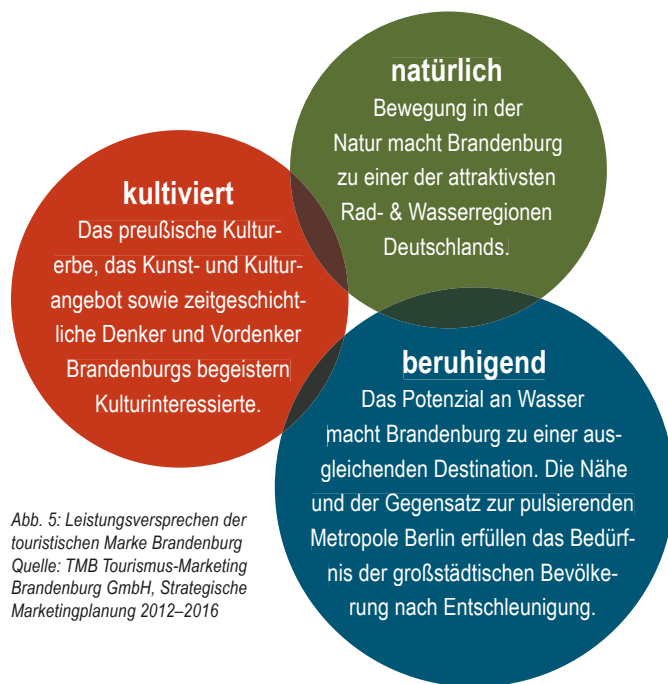 natürlich
Bewegung in der
Natur macht Brandenburg
zu einer der attraktivsten
Rad- & Wasserregionen
Deutschlands.
kultiviert
Das preußische Kultur-
erbe, das Kunst- und Kultur-
angebot sowie zeitgeschicht-
liche Denker und Vordenker
Brandenburgs begeistern
Kulturinteressierte.
beruhigend
Das Potenzial an Wasser
macht Brandenburg zu einer aus-
gleichenden Destination. Die Nähe
und der Gegensatz zur pulsierenden
Metropole Berlin erfüllen das Bedürf-
nis der großstädtischen Bevölke-
rung nach Entschleunigung.
Abb. 5: Leistungsversprechen der
touristischen Marke Brandenburg
Quelle: TMB Tourismus-Marketing
Brandenburg GmbH, Strategische
Marketingplanung 2012–2016